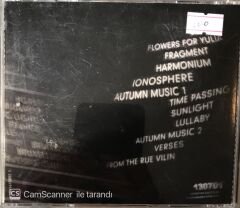 FLOWERS FOR YULIA
FRAGMENT
HARMONIUM
IONOSPHERE
AUTUMN MUSIC 1
TIME PASSING
SUNLIGHT
LULLABY
AUTUMN MUSIC 2
VERSES
FROM THE RUE VILIN
130701
CS CamScanner ile tarandı